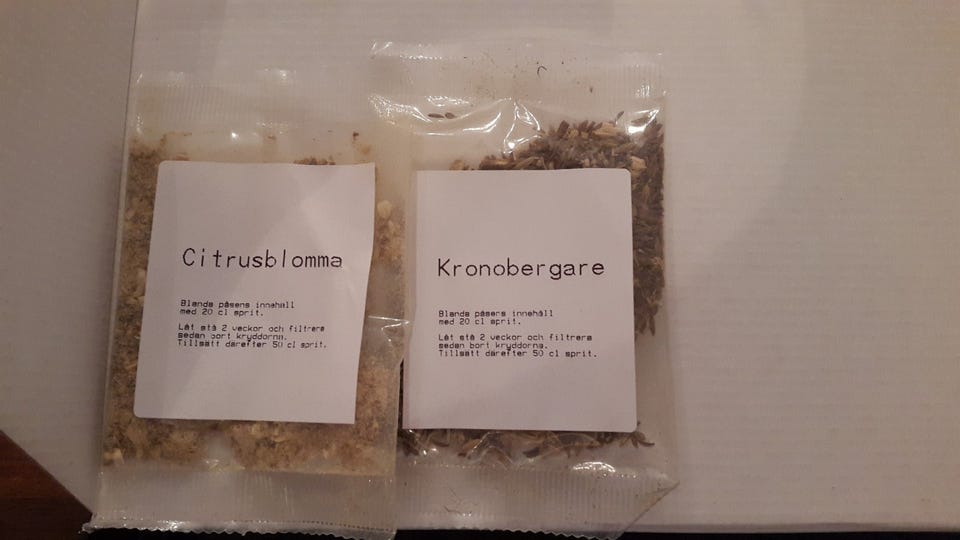 Citrusblomma
Blanda påsens innehåll
med 20 cl sprit.
Låt stå 2 veckor och filtrera
sedan bort kryddorna.
Tillsätt därefter 50 cl sprit.
Kronobergare
Blanda påsens innehåll
med 20 cl sprit.
Låt stå 2 veckor och filtrera
sedan bort kryddorna.
Tillsätt därefter 50 cl sprit.